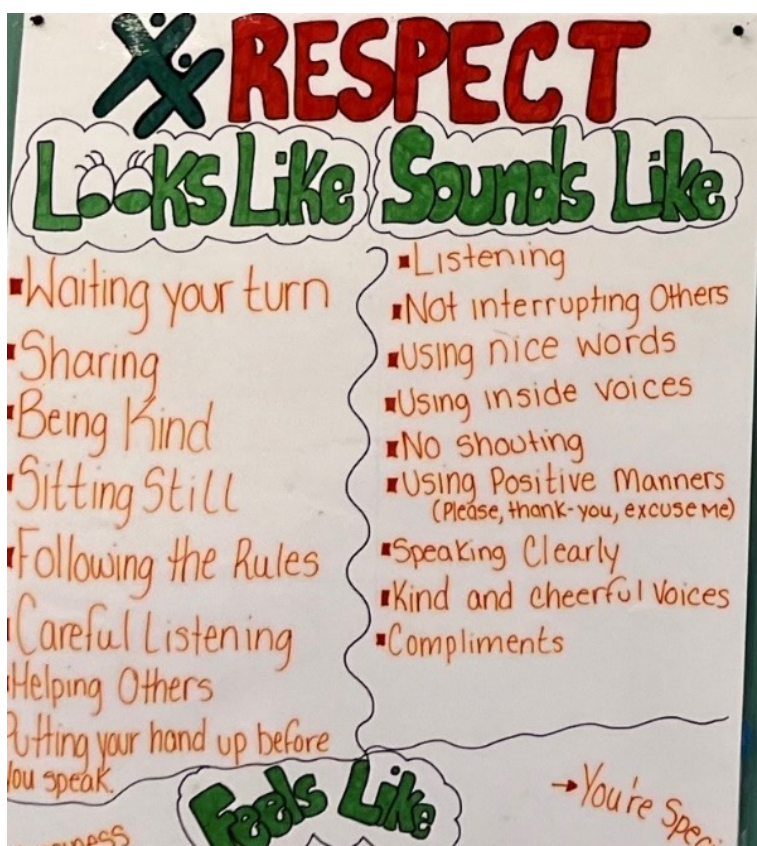 RESPECT
Looks Like
Waiting your turn
Sharing
Being Kind
Sitting Still
Following the Rules
Careful Listening
Helping Others
Putting your hand up before
you speak.
Sounds Like
Listening
Not interrupting Others
Using nice words
Using inside voices
No shouting
Using Positive Manners
(Please, thank-you, excuse me)
Speaking Clearly
Kind and cheerful Voices
Compliments
Feels Like
→You're